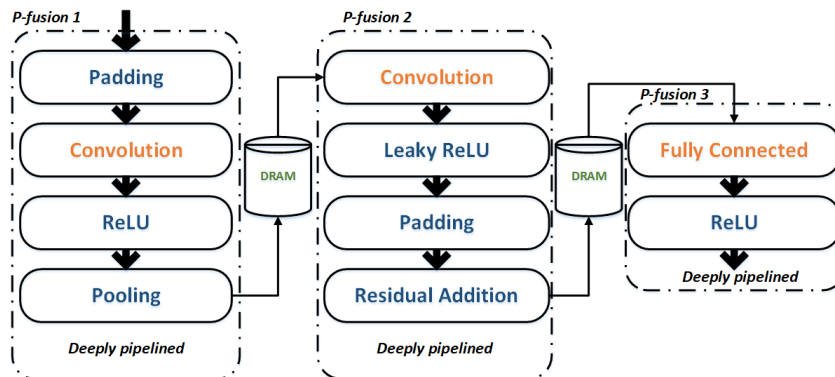 P-fusion 1
Padding
Convolution
ReLU
Pooling
Deeply pipelined
DRAM
P-fusion 2
Convolution
Leaky ReLU
Padding
Residual Addition
Deeply pipelined
DRAM
P-fusion 3
Fully Connected
ReLU
Deeply pipelined